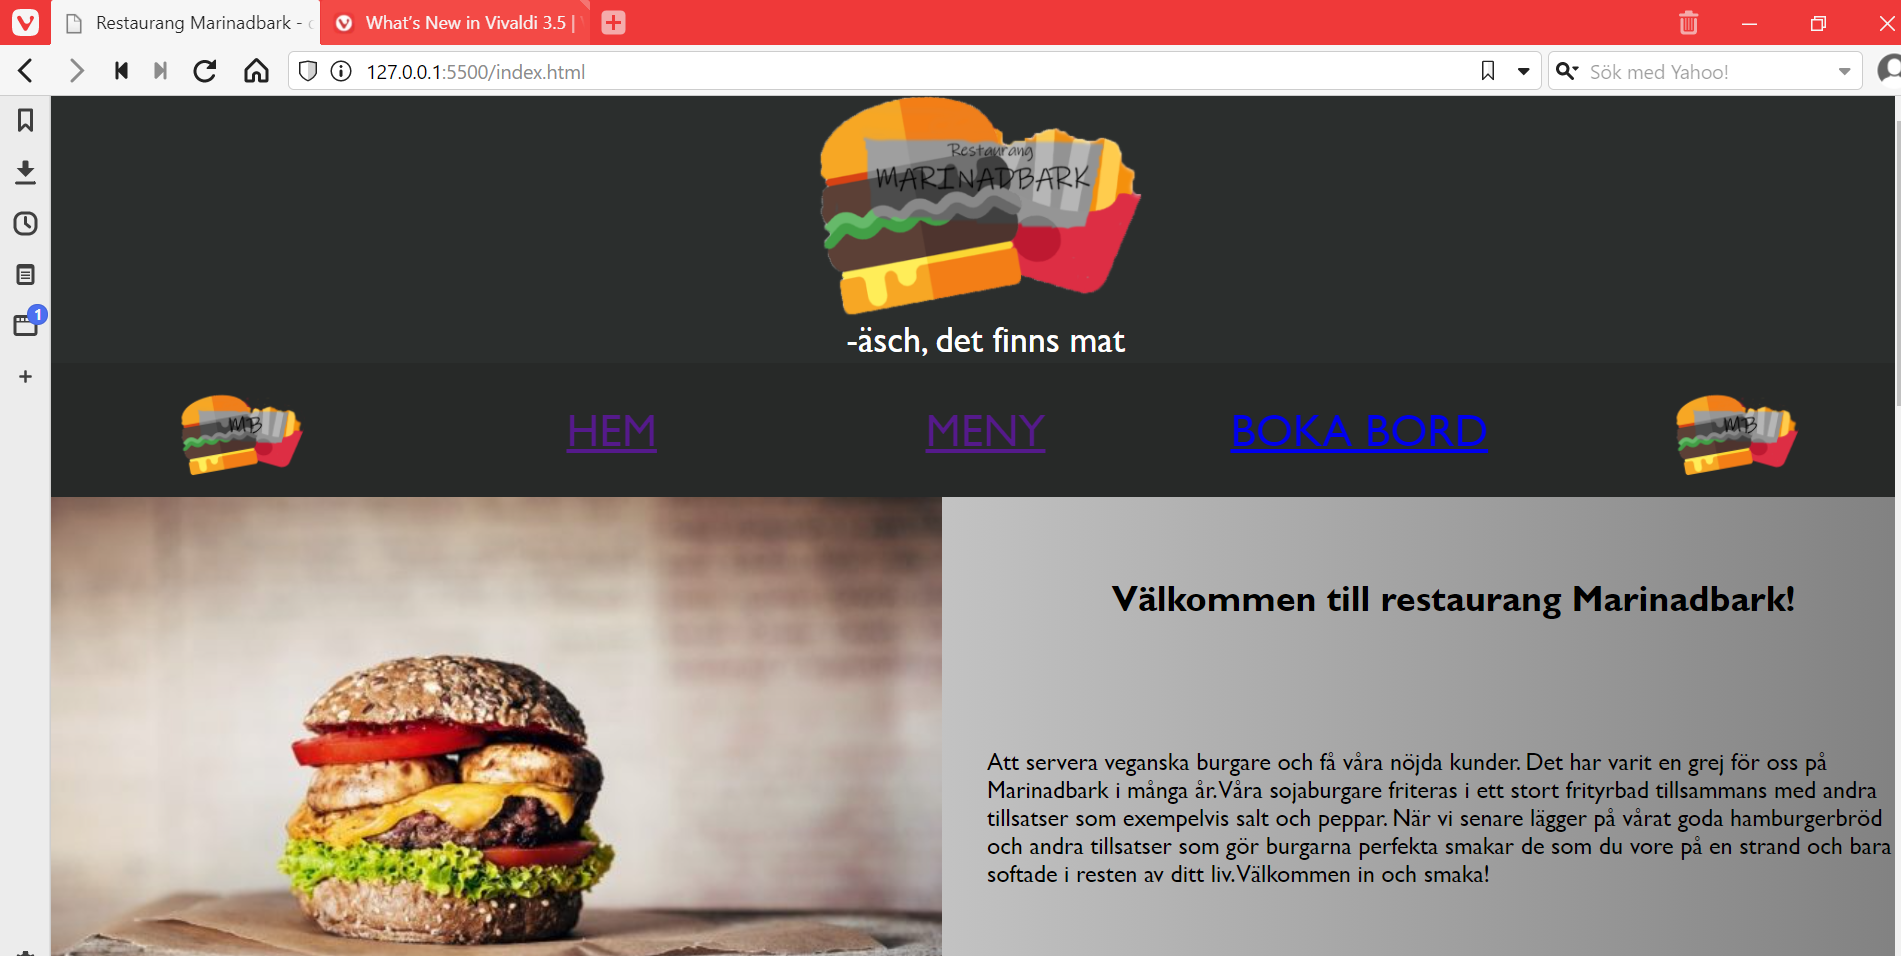 Restaurang Marinadbark -
What's New in Vivaldi 3.5 |
127.0.0.1:5500/index.html
Sök med Yahoo!
1
Restaurang
MARINADBARK
-äsch, det finns mat
MB
HEM
MENY
BOKA BORD
MB
Välkommen till restaurang Marinadbark!
Att servera veganska burgare och få våra nöjda kunder. Det har varit en grej för oss på
Marinadbark i många år. Våra sojaburgare friteras i ett stort frityrbad tillsammans med andra
tillsatser som exempelvis salt och peppar. När vi senare lägger på vårat goda hamburgerbröd
och andra tillsatser som gör burgarna perfekta smakar de som du vore på en strand och bara
softade i resten av ditt liv. Välkommen in och smaka!